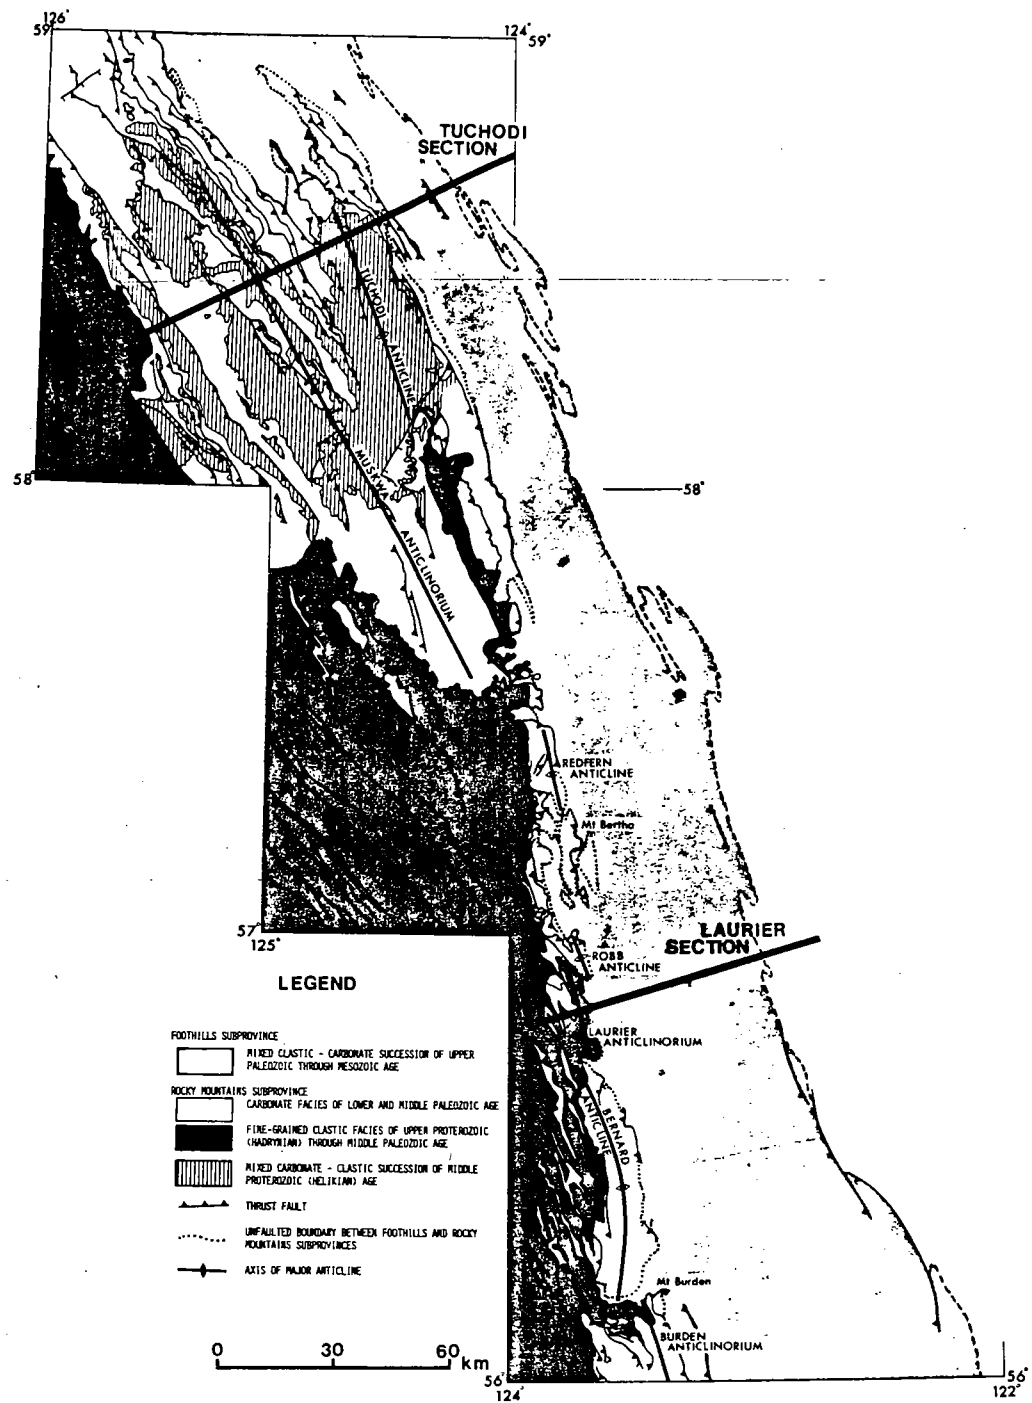 126°
59°
124°
59°
TUCHODI
SECTION
TUCHODI ANTICLINE
58°
58°
MUSKWA ANTICLINORIUM
REDFERN
ANTICLINE
Mt Bertha
57°
125°
LAURIER
SECTION
ROBB
ANTICLINE
LEGEND
LAURIER
ANTICLINORIUM
FOOTHILLS SUBPROVINCE
MIXED CLASTIC - CARBONATE SUCCESSION OF UPPER
PALEOZOIC THROUGH MESOZOIC AGE
ROCKY MOUNTAINS SUBPROVINCE
CARBONATE FACIES OF LOWER AND MIDDLE PALEOZOIC AGE
FINE-GRAINED CLASTIC FACIES OF UPPER PROTEROZOIC
(HADRYNIAN) THROUGH MIDDLE PALEOZOIC AGE
BERNARD
ANTICLINE
MIXED CARBONATE - CLASTIC SUCCESSION OF MIDDLE
PROTEROZOIC (HELIKIAN) AGE
THRUST FAULT
UNFAULTED BOUNDARY BETWEEN FOOTHILLS AND ROCKY
MOUNTAINS SUBPROVINCES
AXIS OF MAJOR ANTICLINE
Mt Burden
BURDEN
ANTICLINORIUM
0 30 60 km
56°
124°
56°
122°